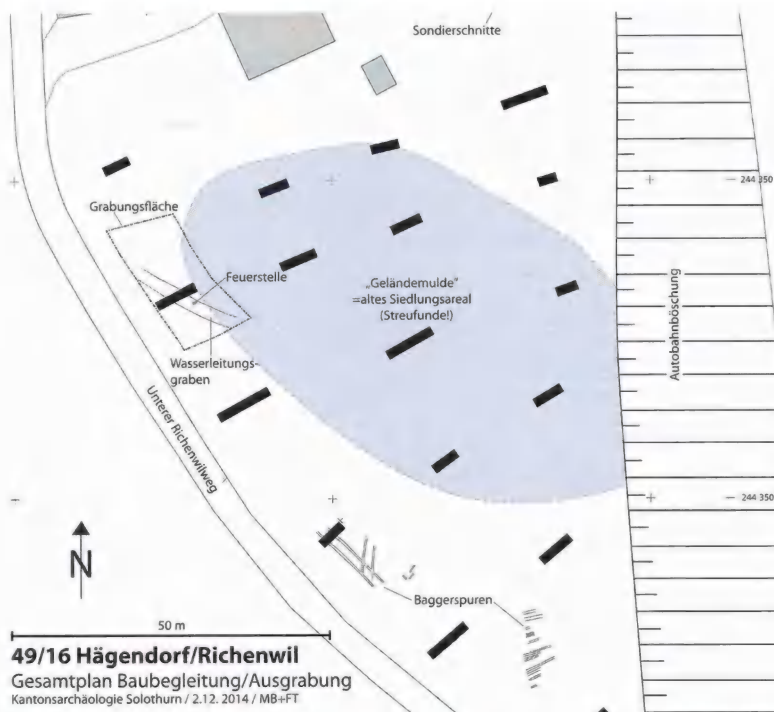 Sondierschnitte
244 350
Grabungsfläche
Feuerstelle
„Geländemulde"
=altes Siedlungsareal
(Streufunde!)
Autobahnböschung
Wasserleitungs-
graben
Unterer Richenwilweg
244 350
N
Baggerspuren
50 m
49/16 Hägendorf/Richenwil
Gesamtplan Baubegleitung/Ausgrabung
Kantonsarchäologie Solothurn / 2.12. 2014 / MB+FT